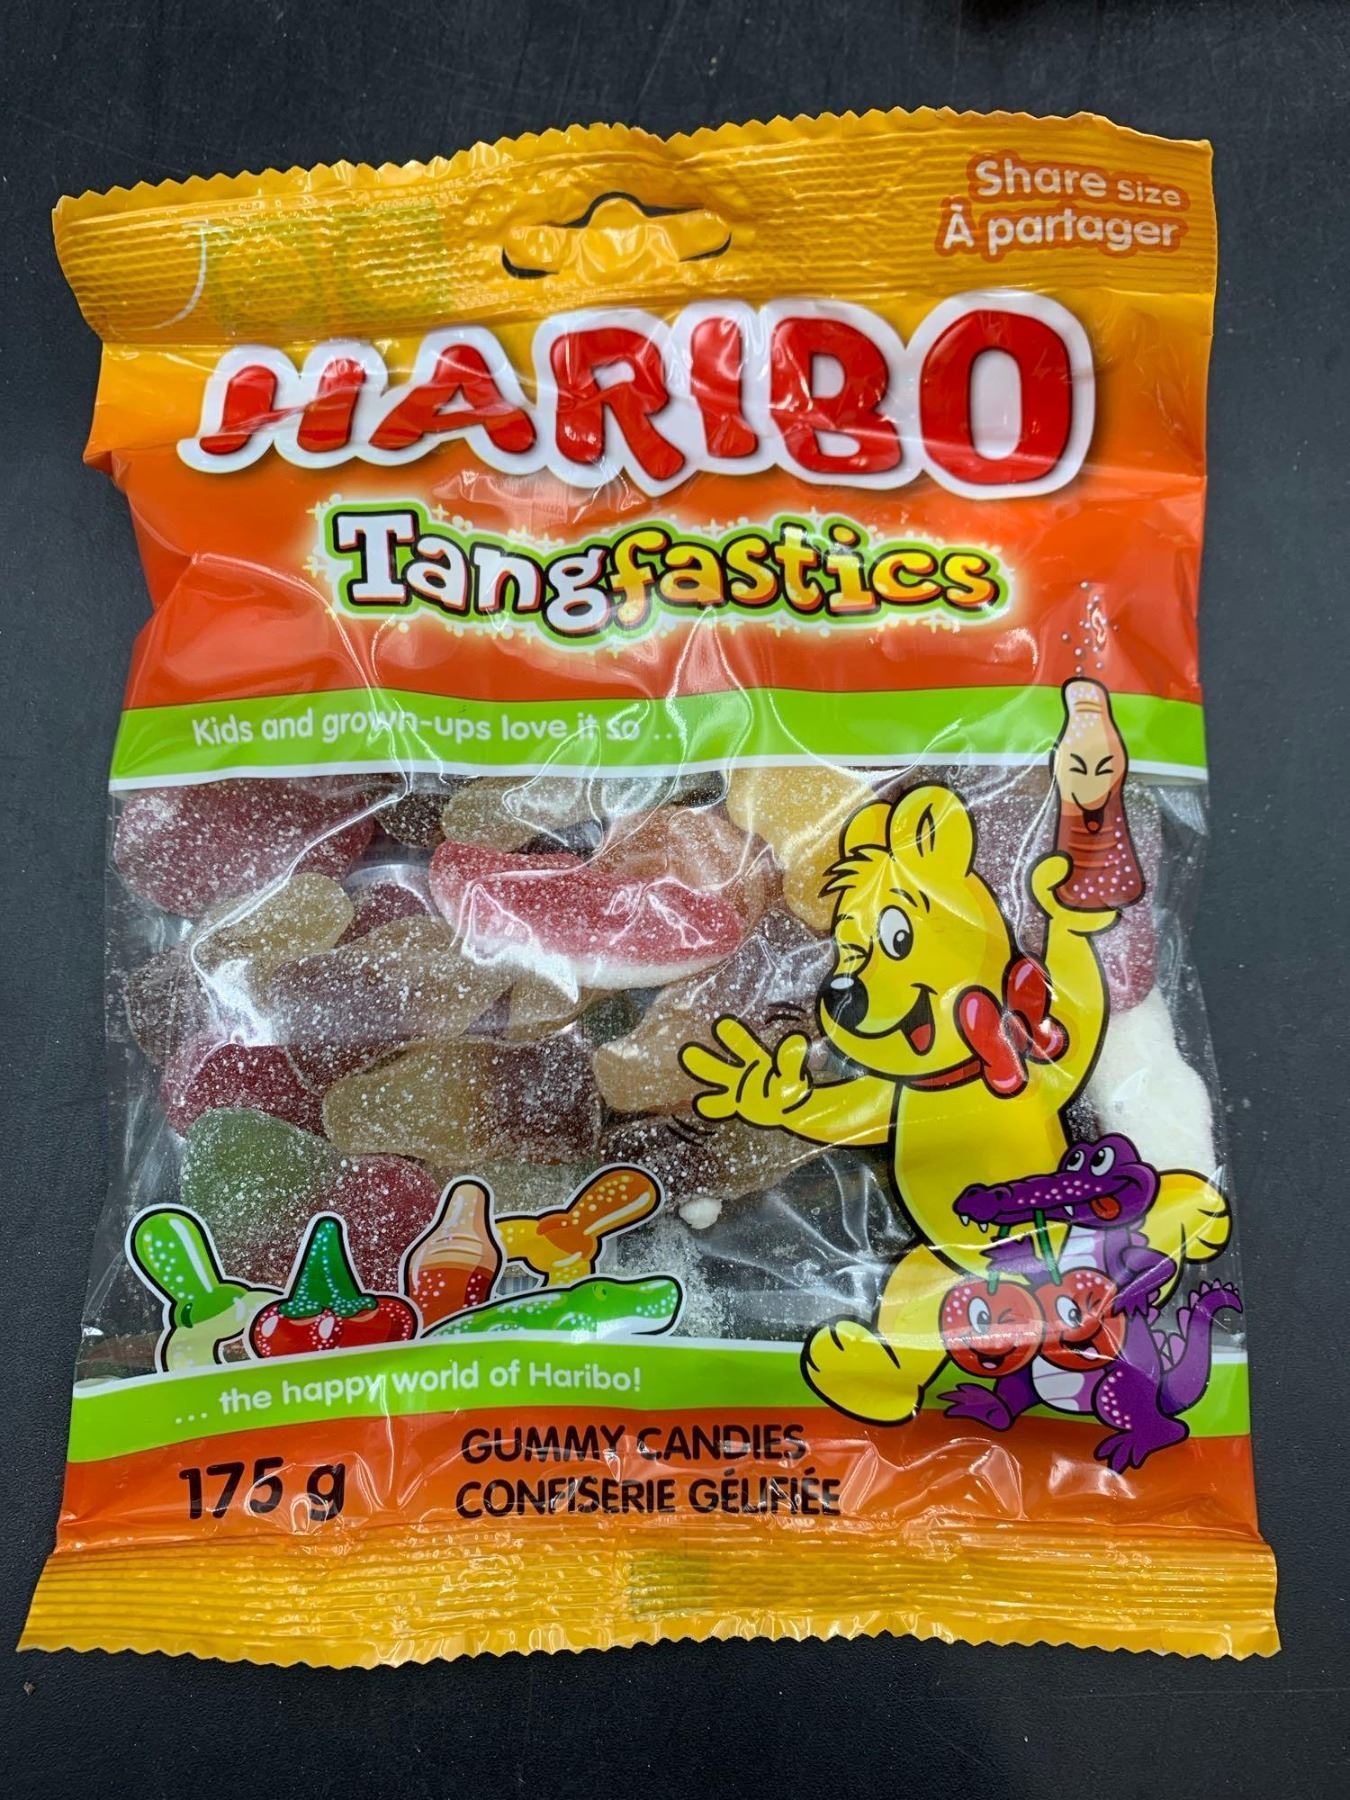 Share size
À partager
HARIBO
Tangfastics
Kids and grown-ups love it so ...
... the happy world of Haribo!
GUMMY CANDIES
175 g
CONFISERIE GÉLIFIÉE